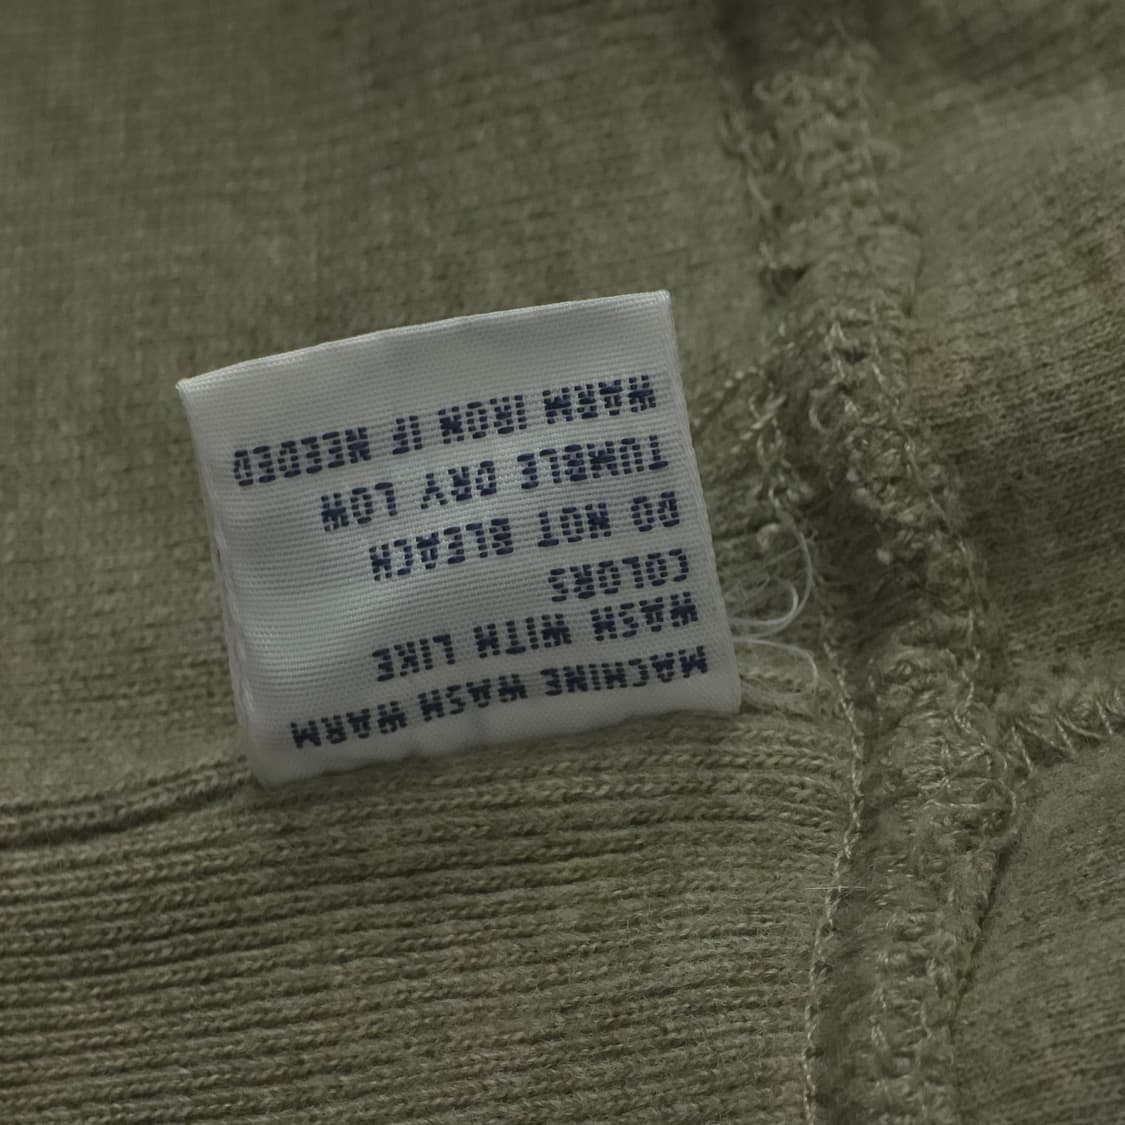 MACHINE WASH WARM
WASH WITH LIKE
COLORS
DO NOT BLEACH
TUMBLE DRY LOW
WARM IRON IF NEEDED